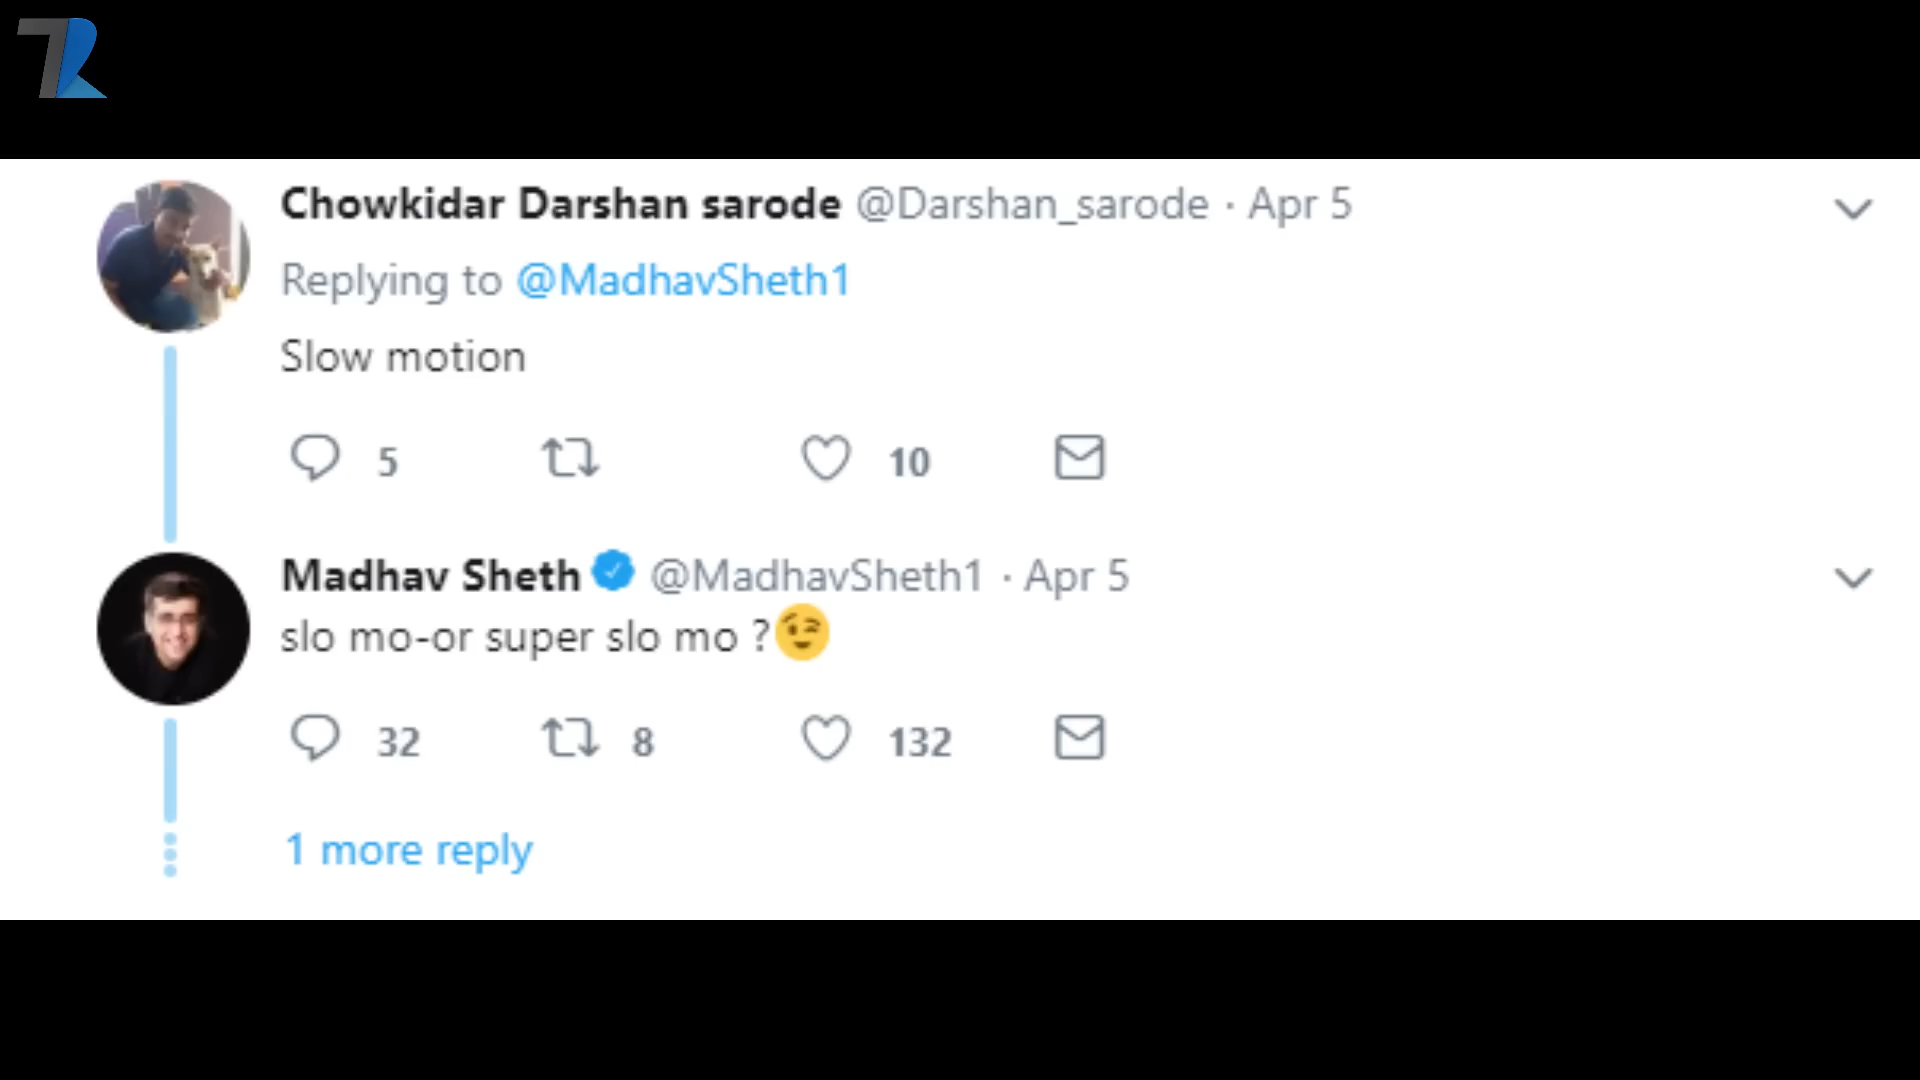 Chowkidar Darshan sarode @Darshan_sarode · Apr 5
Replying to @MadhavSheth1
Slow motion
5 10
Madhav Sheth @MadhavSheth1 · Apr 5
slo mo-or super slo mo ?😉
32 8 132
1 more reply